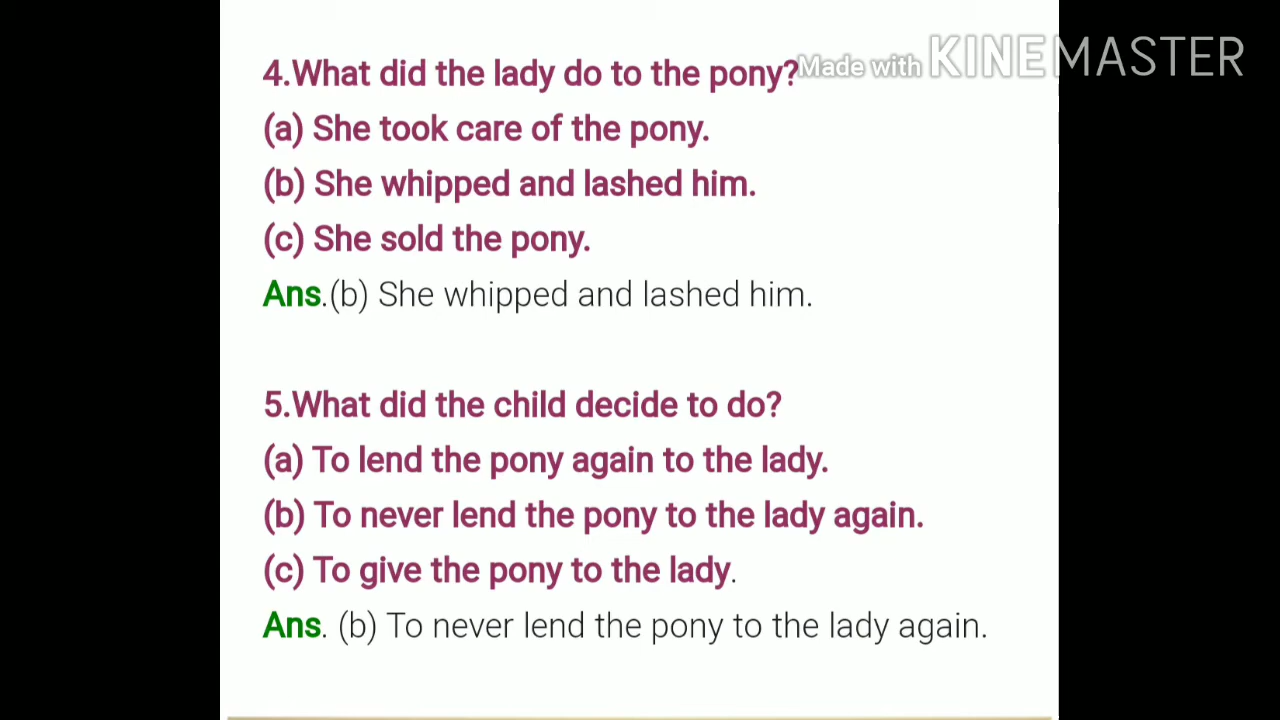 4.What did the lady do to the pony?
Made with KINEMASTER
(a) She took care of the pony.
(b) She whipped and lashed him.
(c) She sold the pony.
Ans.(b) She whipped and lashed him.
5.What did the child decide to do?
(a) To lend the pony again to the lady.
(b) To never lend the pony to the lady again.
(c) To give the pony to the lady.
Ans. (b) To never lend the pony to the lady again.